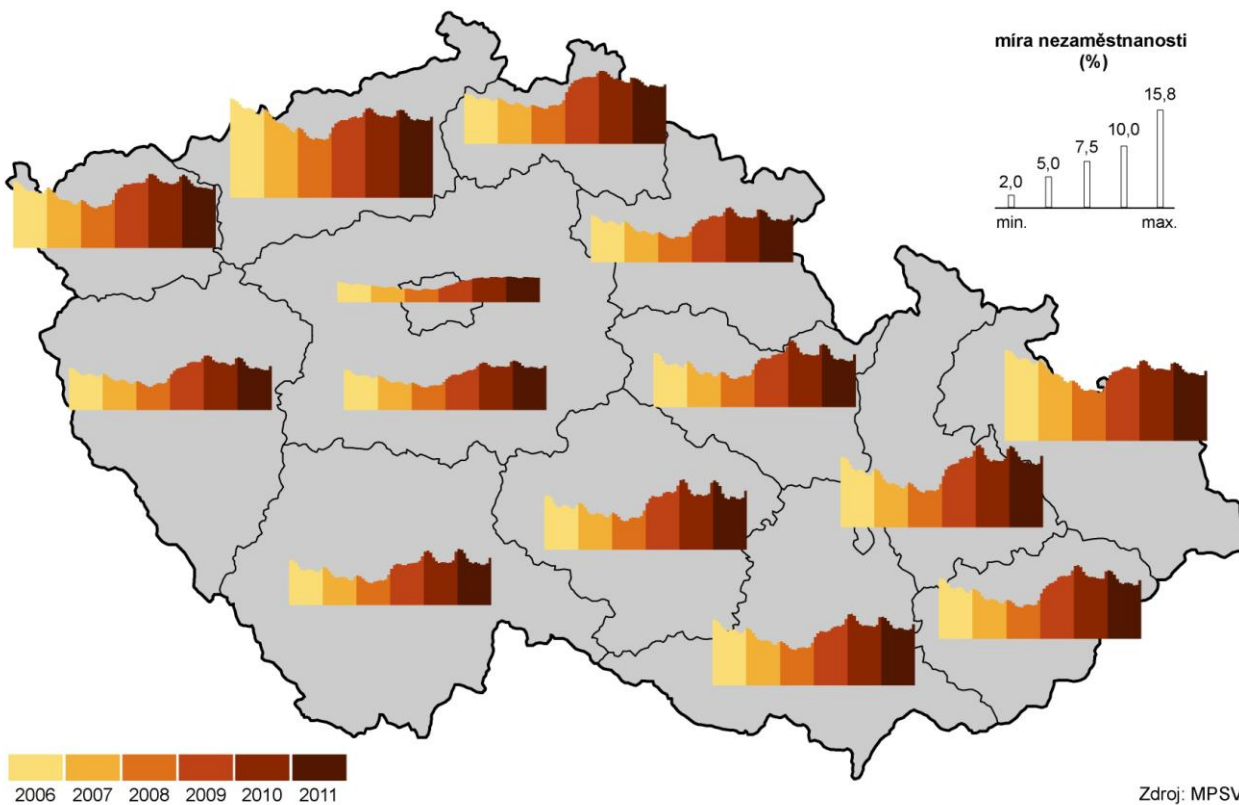 míra nezaměstnanosti
(%)
15,8
10,0
7,5
5,0
2,0
min.
max.
2006 2007 2008 2009 2010 2011
Zdroj: MPSV